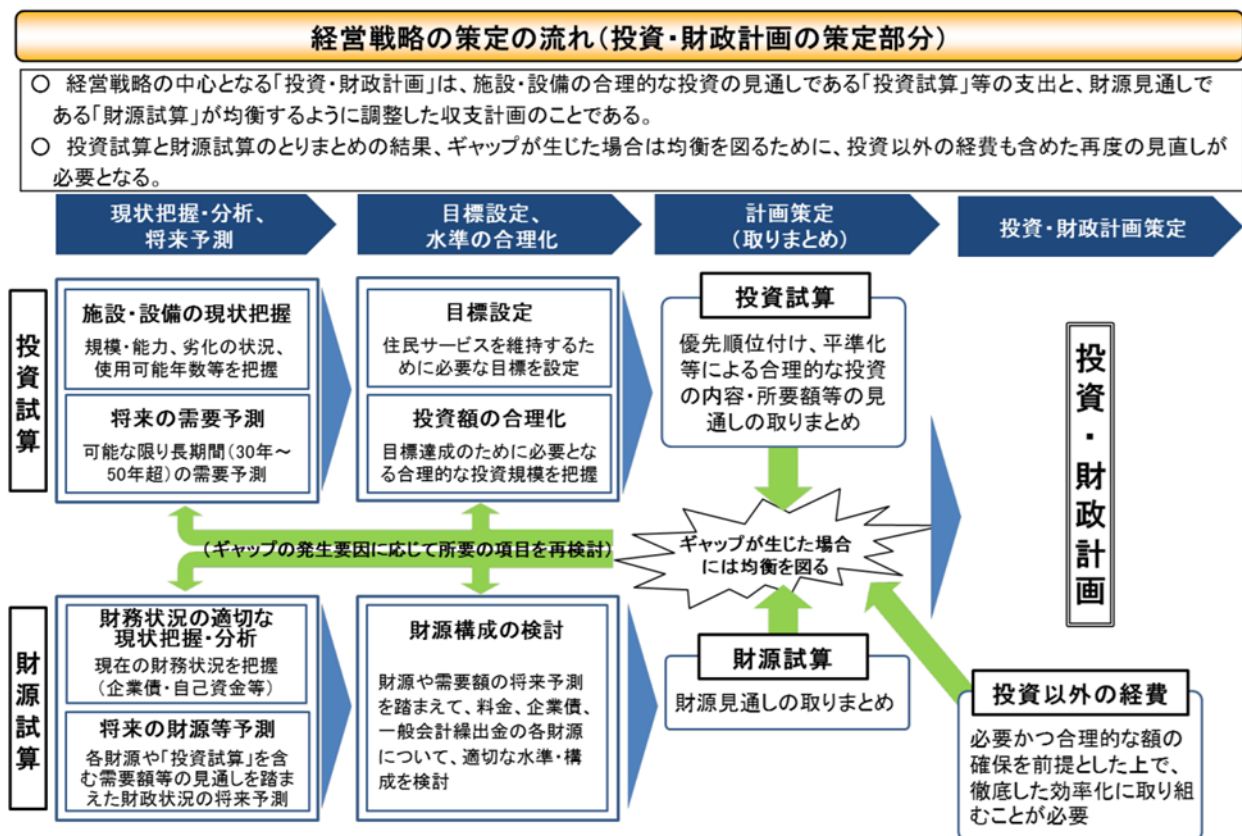 経営戦略の策定の流れ(投資・財政計画の策定部分)
○ 経営戦略の中心となる「投資・財政計画」は、施設・設備の合理的な投資の見通しである「投資試算」等の支出と、財源見通しで
ある「財源試算」が均衡するように調整した収支計画のことである。
○ 投資試算と財源試算のとりまとめの結果、ギャップが生じた場合は均衡を図るために、投資以外の経費も含めた再度の見直しが
必要となる。
現状把握・分析、
将来予測
目標設定、
水準の合理化
計画策定
(取りまとめ)
投資・財政計画策定
投資試算
施設・設備の現状把握
規模・能力、劣化の状況、
使用可能年数等を把握
将来の需要予測
可能な限り長期間(30年～
50年超)の需要予測
目標設定
住民サービスを維持するた
めに必要な目標を設定
投資額の合理化
目標達成のために必要とな
る合理的な投資規模を把握
投資試算
優先順位付け、平準化
等による合理的な投資
の内容・所要額等の見
通しの取りまとめ
投資・財政計画
(ギャップの発生要因に応じて所要の項目を再検討)
ギャップが生じた場合
には均衡を図る
財源試算
財務状況の適切な
現状把握・分析
現在の財務状況を把握
(企業債・自己資金等)
将来の財源等予測
各財源や「投資試算」を含
む需要額等の見通しを踏ま
えた財政状況の将来予測
財源構成の検討
財源や需要額の将来予測
を踏まえて、料金、企業債、
一般会計繰出金の各財源
について、適切な水準・構
成を検討
財源試算
財源見通しの取りまとめ
投資以外の経費
必要かつ合理的な額の
確保を前提とした上で、
徹底した効率化に取り組
むことが必要